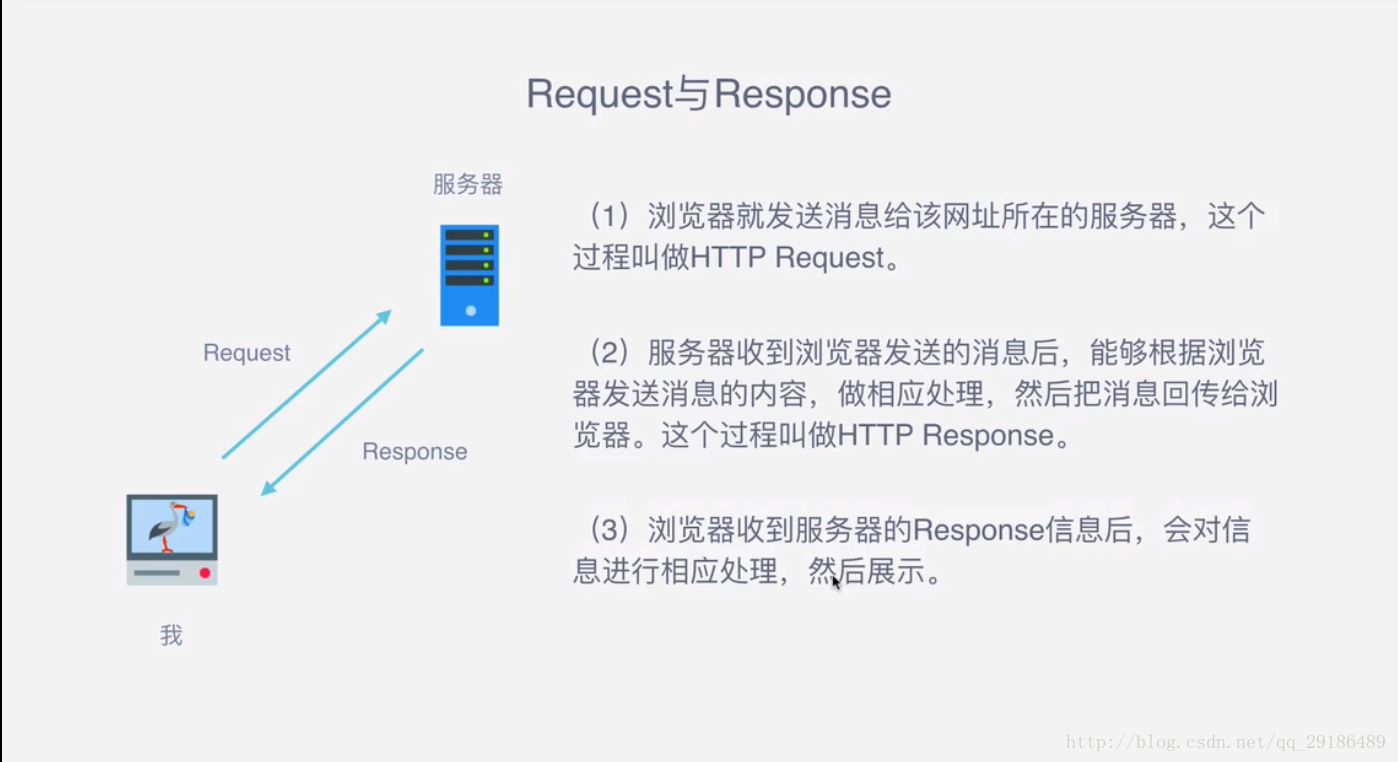 Request与Response
服务器
（1）浏览器就发送消息给该网址所在的服务器，这个
过程叫做HTTP Request。
Request
（2）服务器收到浏览器发送的消息后，能够根据浏览
器发送消息的内容，做相应处理，然后把消息回传给浏
览器。这个过程叫做HTTP Response。
Response
（3）浏览器收到服务器的Response信息后，会对信
息进行相应处理，然后展示。
我
http://blog.csdn.net/qq_29186489